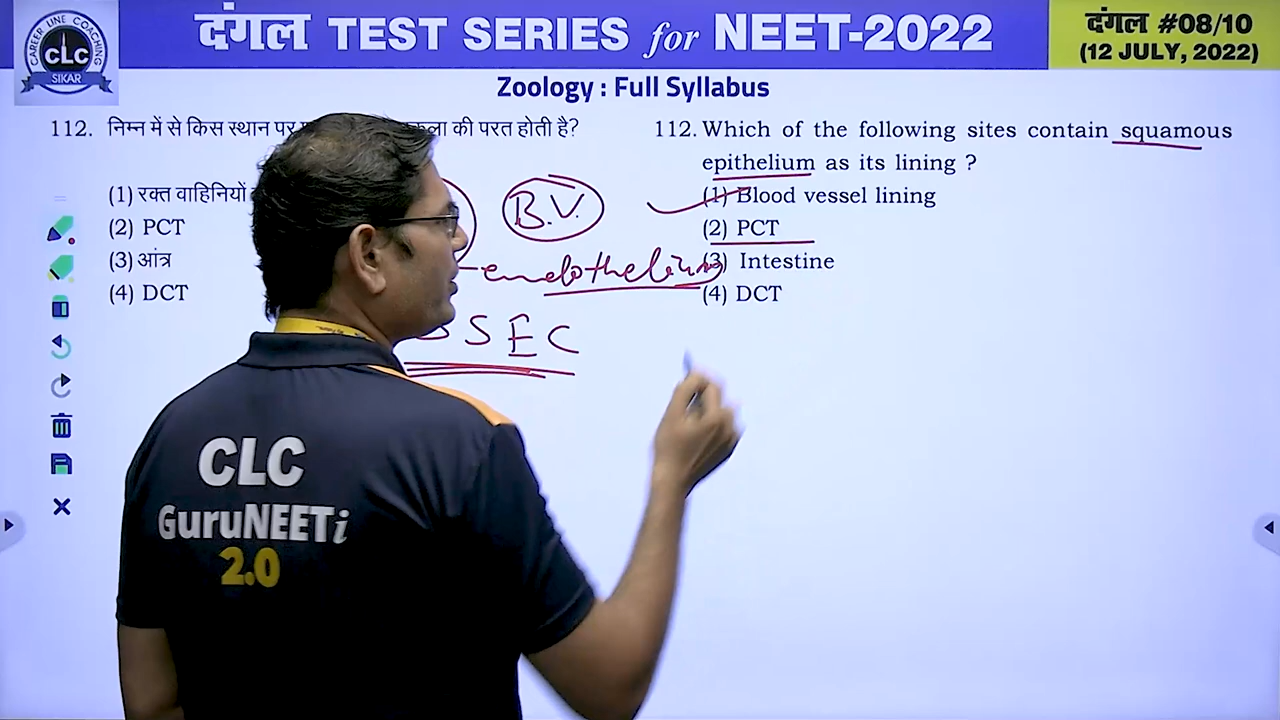 CAREER LINE COACHING
CLC
SIKAR
दंगल TEST SERIES for NEET-2022
दंगल #08/10
(12 JULY, 2022)
Zoology : Full Syllabus
112. निम्न में से किस स्थान पर की परत होती है?
(1) रक्त वाहिनियों
(2) PCT
(3) आंत्र
(4) DCT
112. Which of the following sites contain squamous
epithelium as its lining ?
(1) Blood vessel lining
(2) PCT
(3) Intestine
(4) DCT
B.V.
endothelium
SSEC
CLC
GuruNEETi
2.0